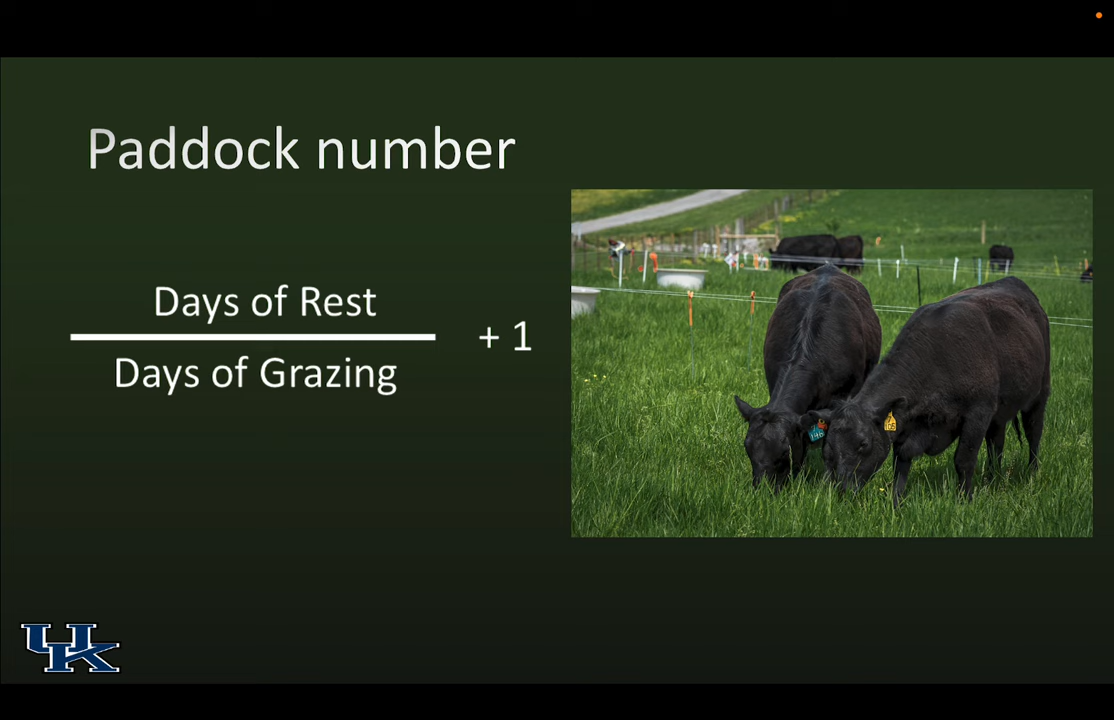 Paddock number
Days of Rest
Days of Grazing
+ 1
UK